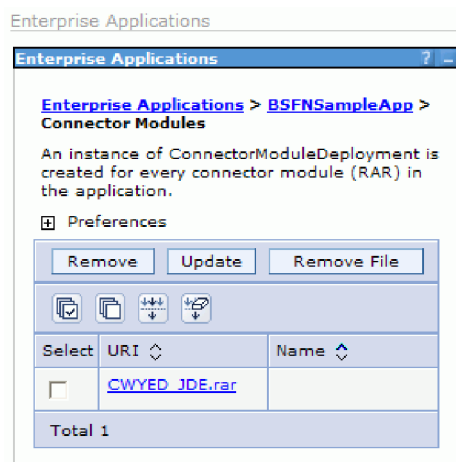 Enterprise Applications
Enterprise Applications ? –
Enterprise Applications > BSFNSampleApp >
Connector Modules
An instance of ConnectorModuleDeployment is
created for every connector module (RAR) in
the application.
+ Preferences
Remove Update Remove File
Select URI Name
CWYED_JDE.rar
Total 1